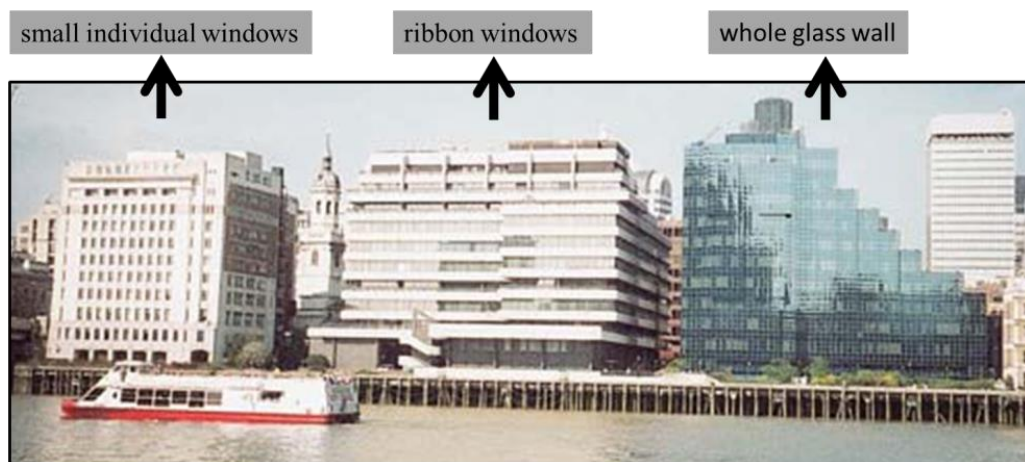 small individual windows
ribbon windows
whole glass wall